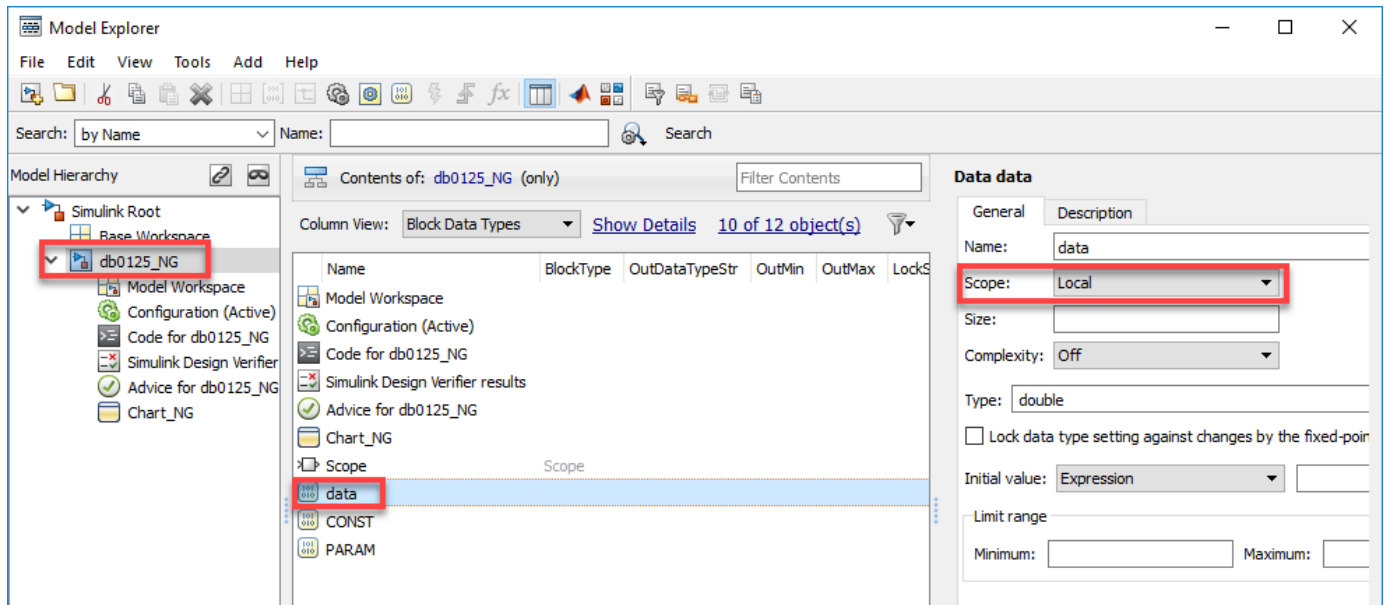 Model Explorer
File Edit View Tools Add Help
Search: by Name Name: Search
Model Hierarchy
Simulink Root
Base Workspace
db0125_NG
Model Workspace
Configuration (Active)
Code for db0125_NG
Simulink Design Verifier
Advice for db0125_NG
Chart_NG
Contents of: db0125_NG (only) Filter Contents
Column View: Block Data Types Show Details 10 of 12 object(s)
Name BlockType OutDataTypeStr OutMin OutMax LockS
Model Workspace
Configuration (Active)
Code for db0125_NG
Simulink Design Verifier results
Advice for db0125_NG
Chart_NG
Scope Scope
data
CONST
PARAM
Data data
General Description
Name: data
Scope: Local
Size:
Complexity: Off
Type: double
Lock data type setting against changes by the fixed-poin
Initial value: Expression
Limit range
Minimum: Maximum: